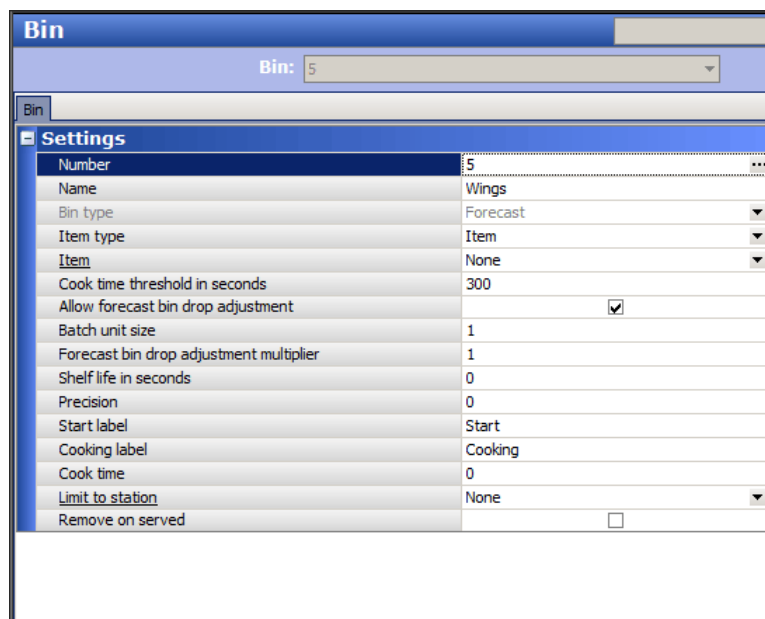 Bin
Bin: 5
Bin
Settings
Number 5 ...
Name Wings
Bin type Forecast
Item type Item
Item None
Cook time threshold in seconds 300
Allow forecast bin drop adjustment
Batch unit size 1
Forecast bin drop adjustment multiplier 1
Shelf life in seconds 0
Precision 0
Start label Start
Cooking label Cooking
Cook time 0
Limit to station None
Remove on served